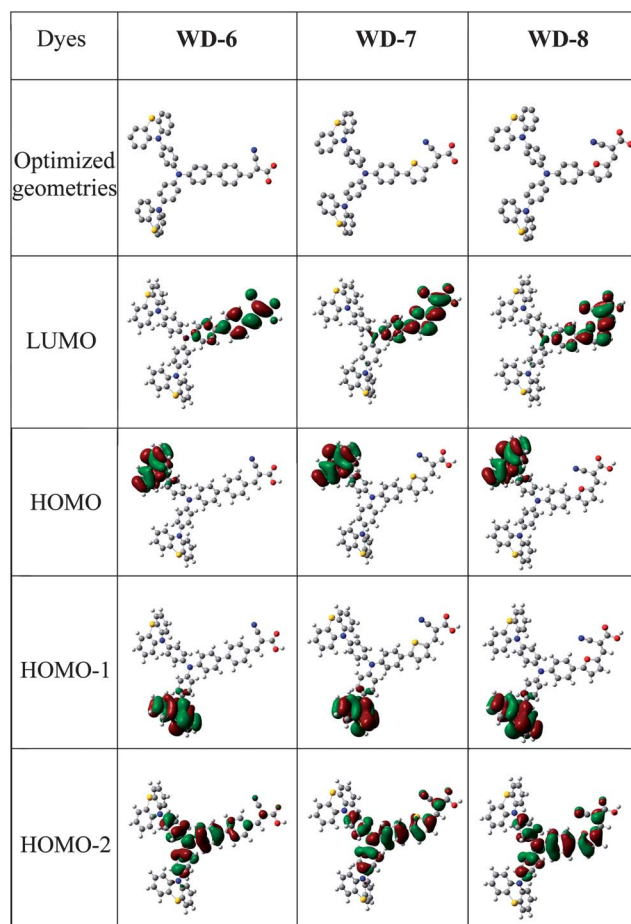 Dyes WD-6 WD-7 WD-8
Optimized
geometries
LUMO
HOMO
HOMO-1
HOMO-2